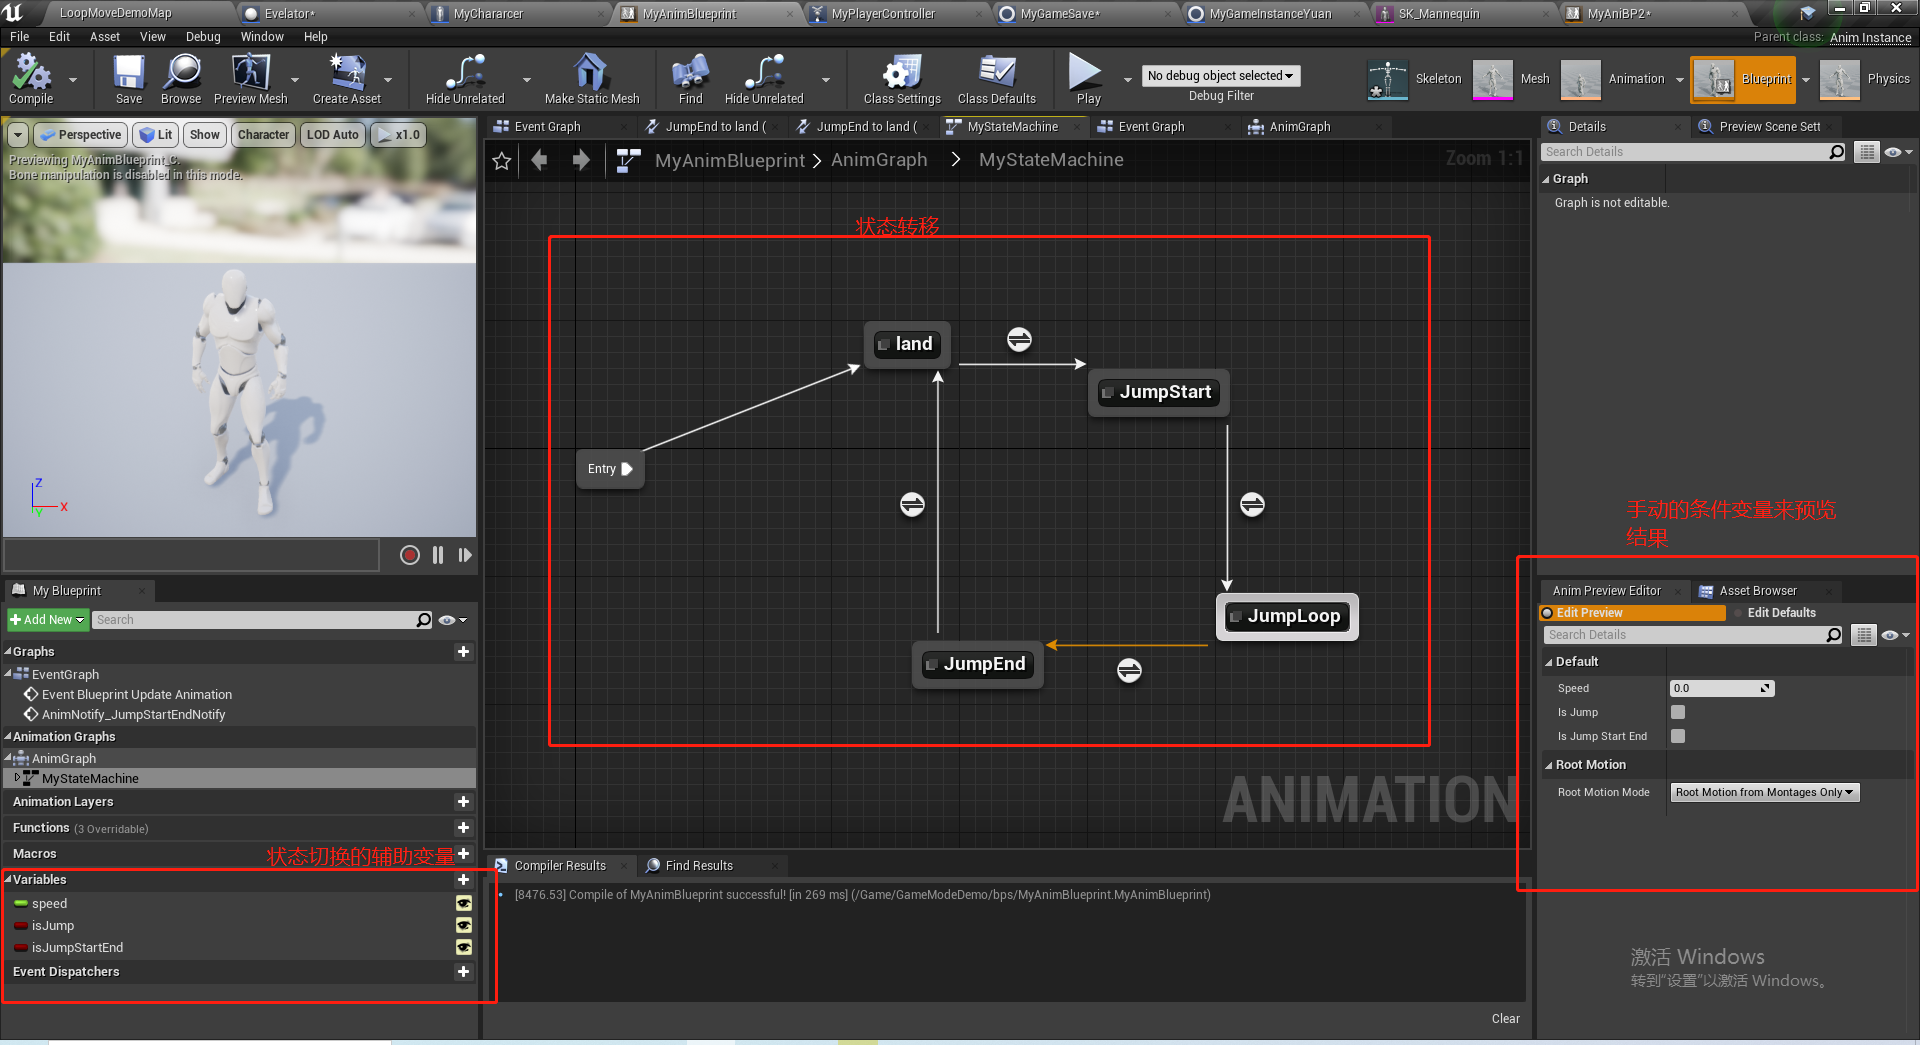 LoopMoveDemoMap
Evelator*
MyChararcer
MyAnimBlueprint
MyPlayerController
MyGameSave*
MyGameInstanceYuan
SK_Mannequin
MyAniBP2*
File Edit Asset View Debug Window Help
Parent class: Anim Instance
Compile
Save
Browse
Preview Mesh
Create Asset
Hide Unrelated
Make Static Mesh
Find
Hide Unrelated
Class Settings
Class Defaults
Play
No debug object selected
Debug Filter
Skeleton
Mesh
Animation
Blueprint
Physics
Perspective
Lit
Show
Character
LOD Auto
x1.0
Previewing MyAnimBlueprint_C.
Bone manipulation is disabled in this mode.
Z
X
Y
Event Graph
JumpEnd to land (
JumpEnd to land (
MyStateMachine
Event Graph
AnimGraph
MyAnimBlueprint > AnimGraph > MyStateMachine
Zoom 1:1
状态转移
land
JumpStart
Entry
JumpLoop
JumpEnd
ANIMATION
Details
Preview Scene Sett
Search Details
Graph
Graph is not editable.
手动的条件变量来预览
结果
Anim Preview Editor
Asset Browser
Edit Preview
Edit Defaults
Search Details
Default
Speed
0.0
Is Jump
Is Jump Start End
Root Motion
Root Motion Mode
Root Motion from Montages Only
My Blueprint
Add New
Search
Graphs
EventGraph
Event Blueprint Update Animation
AnimNotify_JumpStartEndNotify
Animation Graphs
AnimGraph
MyStateMachine
Animation Layers
Functions (3 Overridable)
Macros
状态切换的辅助变量
Variables
speed
isJump
isJumpStartEnd
Event Dispatchers
Compiler Results
Find Results
[8476.53] Compile of MyAnimBlueprint successful! [in 269 ms] (/Game/GameModeDemo/bps/MyAnimBlueprint.MyAnimBlueprint)
Clear
激活 Windows
转到“设置”以激活 Windows。